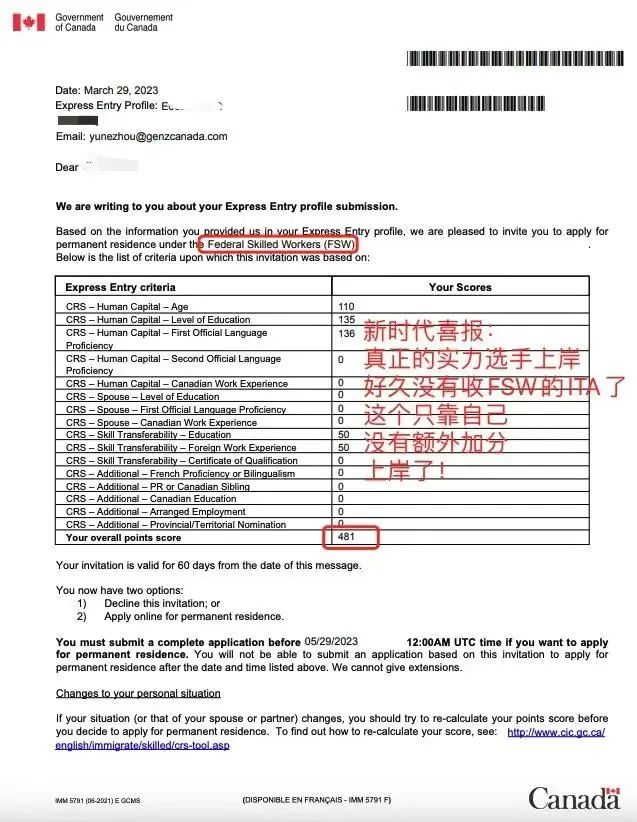 Government of Canada
Gouvernement du Canada
Date: March 29, 2023
Express Entry Profile:
Email: yunezhou@genzcanada.com
Dear
We are writing to you about your Express Entry profile submission.
Based on the information you provided us in your Express Entry profile, we are pleased to invite you to apply for
permanent residence under the Federal Skilled Workers (FSW) .
Below is the list of criteria upon which this invitation was based on:
Express Entry criteria Your Scores
CRS – Human Capital – Age 110
CRS – Human Capital – Level of Education 135
CRS – Human Capital – First Official Language 136
Proficiency
CRS – Human Capital – Second Official Language 0
Proficiency
CRS – Human Capital – Canadian Work Experience 0
CRS – Spouse – Level of Education 0
CRS – Spouse – First Official Language Proficiency 0
CRS – Spouse – Canadian Work Experience 0
CRS – Skill Transferability – Education 50
CRS – Skill Transferability – Foreign Work Experience 50
CRS – Skill Transferability – Certificate of Qualification 0
CRS – Additional – French Proficiency or Bilingualism 0
CRS – Additional – PR or Canadian Sibling 0
CRS – Additional – Canadian Education 0
CRS – Additional – Arranged Employment 0
CRS – Additional – Provincial/Territorial Nomination 0
Your overall points score 481
新时代喜报：
真正的实力选手上岸
好久没有收FSW的ITA了
这个只靠自己
没有额外加分
上岸了！
Your invitation is valid for 60 days from the date of this message.
You now have two options:
1) Decline this invitation; or
2) Apply online for permanent residence.
You must submit a complete application before 05/29/2023 12:00AM UTC time if you want to apply
for permanent residence. You will not be able to submit an application based on this invitation to apply for
permanent residence after the date and time listed above. We cannot give extensions.
Changes to your personal situation
If your situation (or that of your spouse or partner) changes, you should try to re-calculate your points score before
you decide to apply for permanent residence. To find out how to re-calculate your score, see: http://www.cic.gc.ca/
english/immigrate/skilled/crs-tool.asp
IMM 5791 (06-2021) E GCMS
(DISPONIBLE EN FRANÇAIS - IMM 5791 F)
Canada